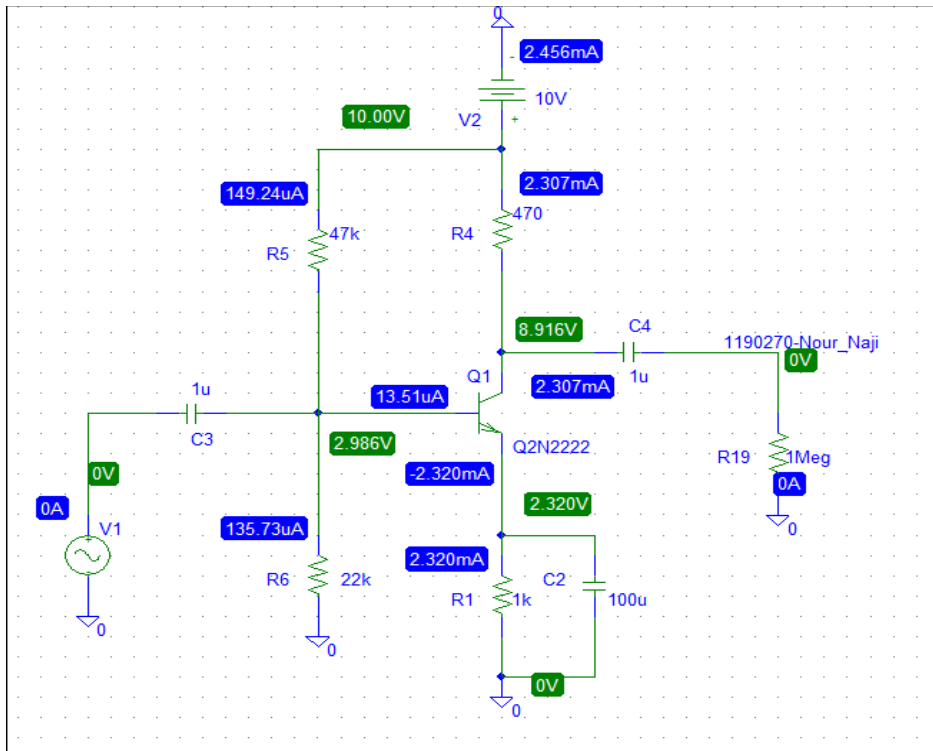 0
2.456mA
-
10V
V2
+
10.00V
149.24uA
2.307mA
470
47k
R4
R5
8.916V
C4
1190270-Nour_Naji
0V
1u
Q1
1u
13.51uA
2.307mA
C3
2.986V
Q2N2222
R19
1Meg
0V
-2.320mA
0A
0A
2.320V
V1
0
135.73uA
2.320mA
R6
22k
C2
R1
1k
100u
0
0
0V
0